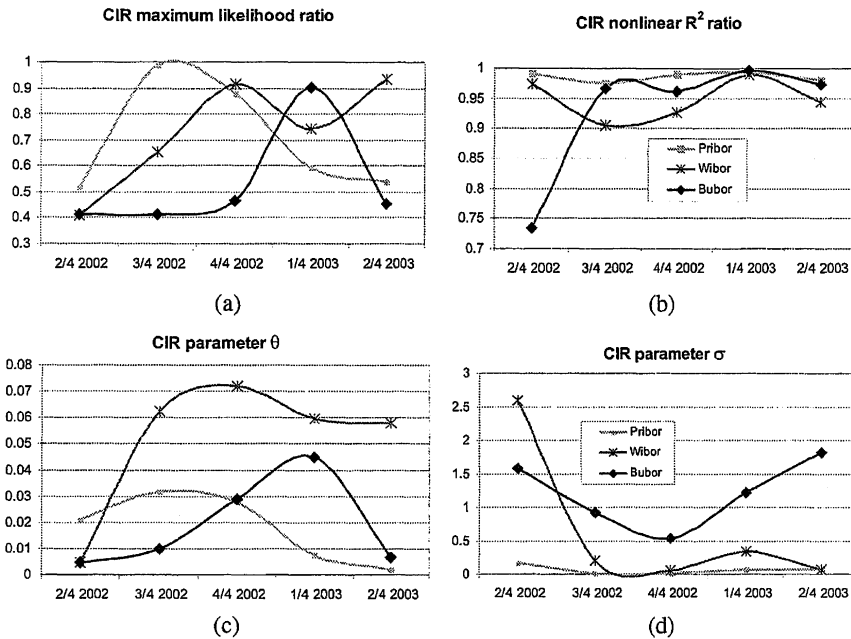 CIR maximum likelihood ratio
1
0.9
0.8
0.7
0.6
0.5
0.4
0.3
2/4 2002 3/4 2002 4/4 2002 1/4 2003 2/4 2003
(a)
CIR nonlinear R² ratio
1
0.95
0.9
0.85
0.8
0.75
0.7
Pribor
Wibor
Bubor
2/4 2002 3/4 2002 4/4 2002 1/4 2003 2/4 2003
(b)
CIR parameter θ
0.08
0.07
0.06
0.05
0.04
0.03
0.02
0.01
0
2/4 2002 3/4 2002 4/4 2002 1/4 2003 2/4 2003
(c)
CIR parameter σ
3
2.5
2
1.5
1
0.5
0
Pribor
Wibor
Bubor
2/4 2002 3/4 2002 4/4 2002 1/4 2003 2/4 2003
(d)